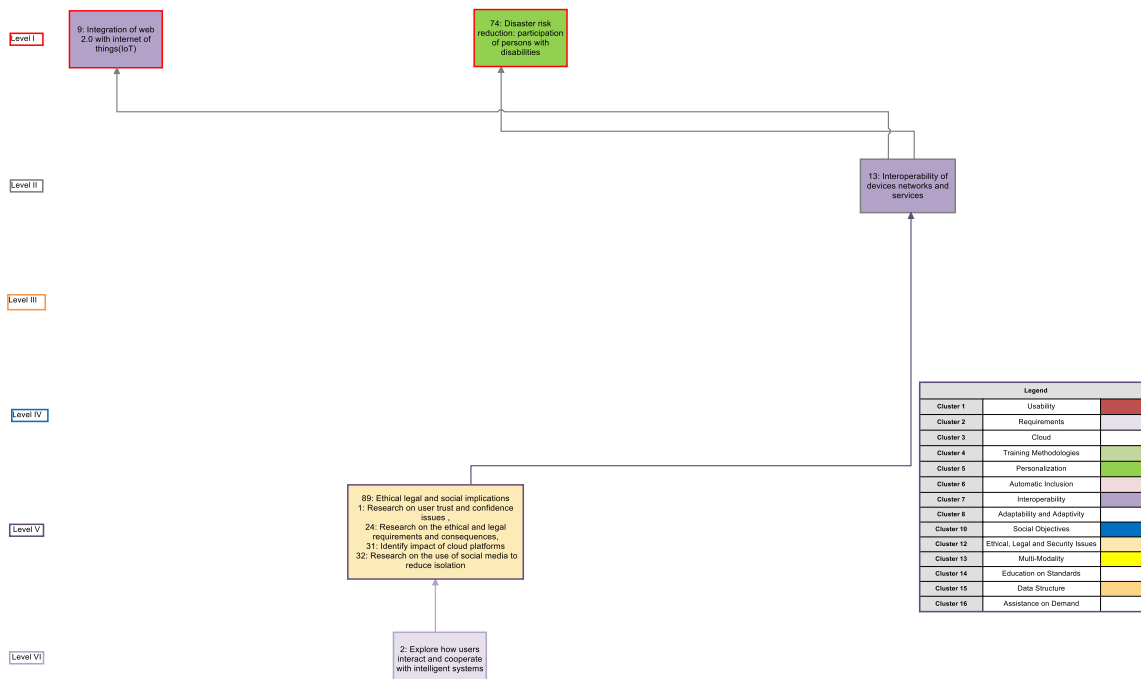 Level I
9: Integration of web
2.0 with internet of
things(IoT)
74: Disaster risk
reduction: participation
of persons with
disabilities
Level II
13: Interoperability of
devices networks and
services
Level III
Level IV
Legend
Cluster 1 Usability
Cluster 2 Requirements
Cluster 3 Cloud
Cluster 4 Training Methodologies
Cluster 5 Personalization
Cluster 6 Automatic Inclusion
Cluster 7 Interoperability
Cluster 8 Adaptability and Adaptivity
Cluster 10 Social Objectives
Cluster 12 Ethical, Legal and Security Issues
Cluster 13 Multi-Modality
Cluster 14 Education on Standards
Cluster 15 Data Structure
Cluster 16 Assistance on Demand
Level V
89: Ethical legal and social implications
1: Research on user trust and confidence
issues ,
24: Research on the ethical and legal
requirements and consequences,
31: Identify impact of cloud platforms
32: Research on the use of social media to
reduce isolation
Level VI
2: Explore how users
interact and cooperate
with intelligent systems